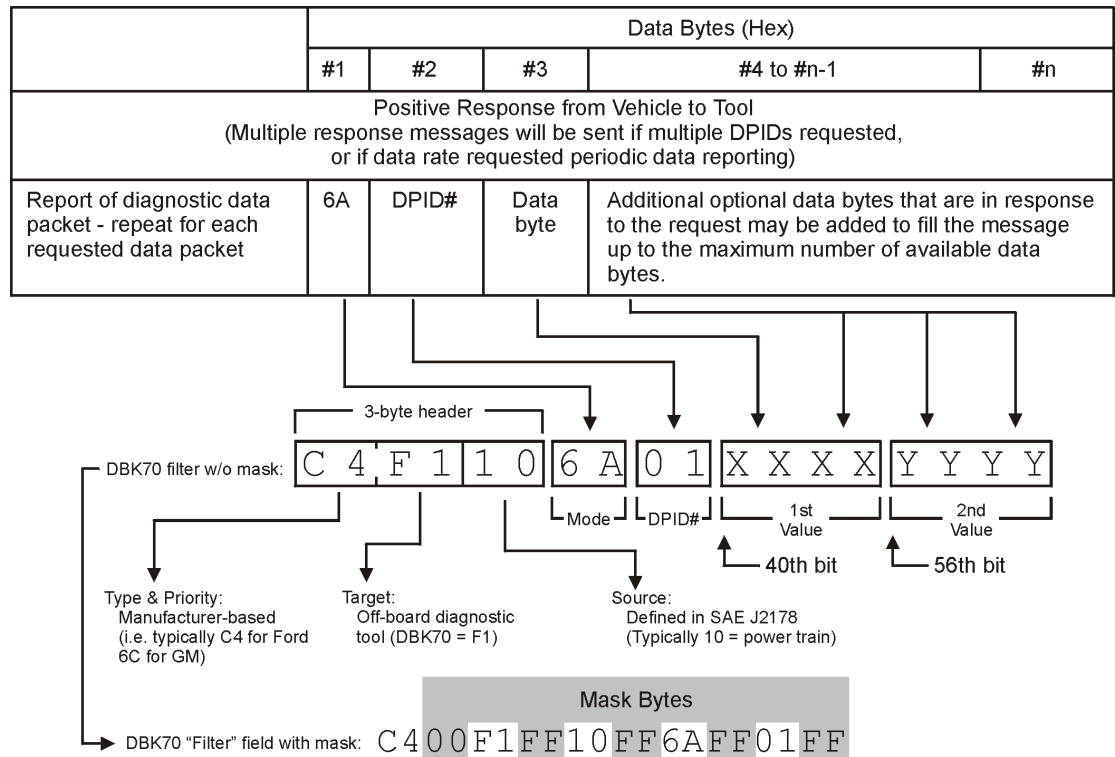 Data Bytes (Hex)
#1 #2 #3 #4 to #n-1 #n
Positive Response from Vehicle to Tool
(Multiple response messages will be sent if multiple DPIDs requested,
or if data rate requested periodic data reporting)
Report of diagnostic data
packet - repeat for each
requested data packet
6A
DPID#
Data
byte
Additional optional data bytes that are in response
to the request may be added to fill the message
up to the maximum number of available data
bytes.
3-byte header
DBK70 filter w/o mask: C 4 F 1 1 0 6 A 0 1 X X X X Y Y Y Y
Mode
DPID#
1st
Value
2nd
Value
40th bit
56th bit
Type & Priority:
Manufacturer-based
(i.e. typically C4 for Ford
6C for GM)
Target:
Off-board diagnostic
tool (DBK70 = F1)
Source:
Defined in SAE J2178
(Typically 10 = power train)
Mask Bytes
DBK70 “Filter” field with mask: C400F1FF10FF6AFF01FF